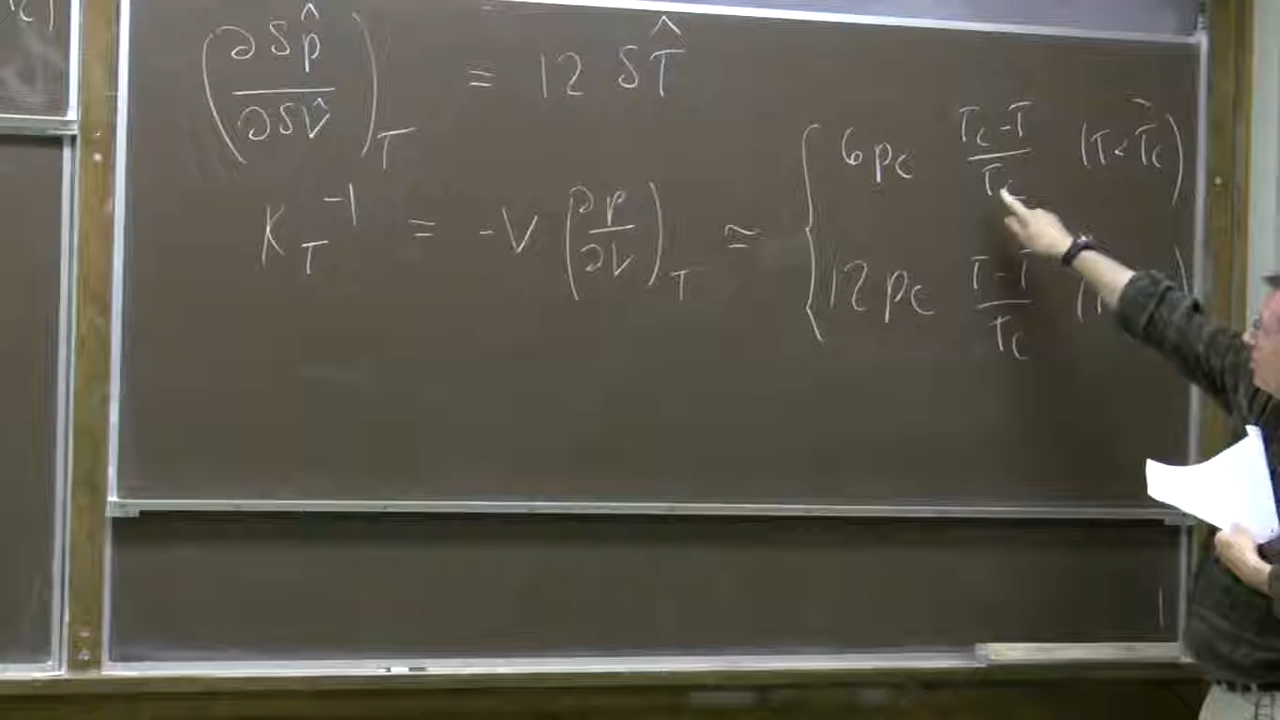 (∂δp̂/∂δV̂)_T = 12 δT̂
K_T^{-1} = -V (∂p/∂V)_T ≃ { 6 p_c (T_c - T)/T_c (T < T_c)
12 p_c (T - T)/T_c (T